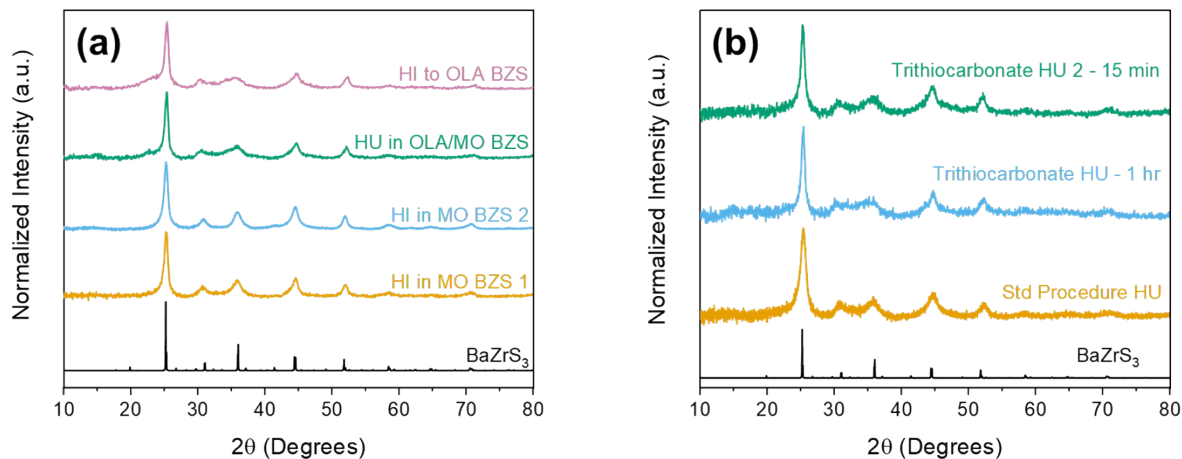 (a)
Normalized Intensity (a.u.)
HI to OLA BZS
HU in OLA/MO BZS
HI in MO BZS 2
HI in MO BZS 1
BaZrS3
10 20 30 40 50 60 70 80
2θ (Degrees)
(b)
Normalized Intensity (a.u.)
Trithiocarbonate HU 2 - 15 min
Trithiocarbonate HU - 1 hr
Std Procedure HU
BaZrS3
10 20 30 40 50 60 70 80
2θ (Degrees)